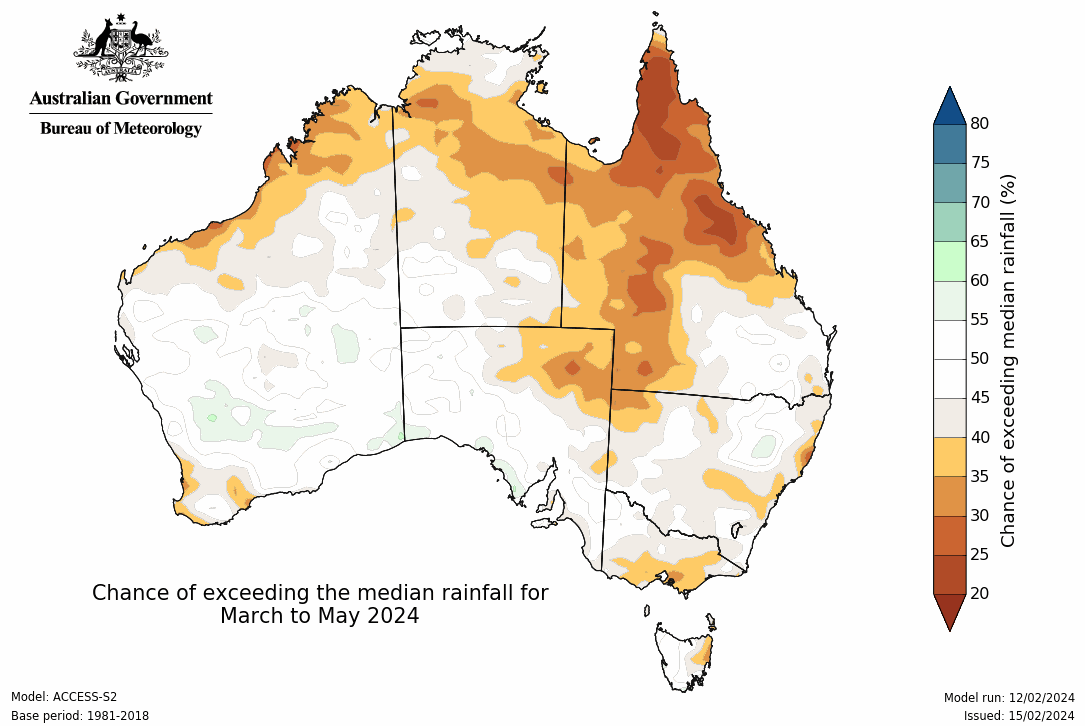 Australian Government
Bureau of Meteorology
80
75
70
65
60
55
50
45
40
35
30
25
20
Chance of exceeding median rainfall (%)
Chance of exceeding the median rainfall for
March to May 2024
Model: ACCESS-S2
Base period: 1981-2018
Model run: 12/02/2024
Issued: 15/02/2024